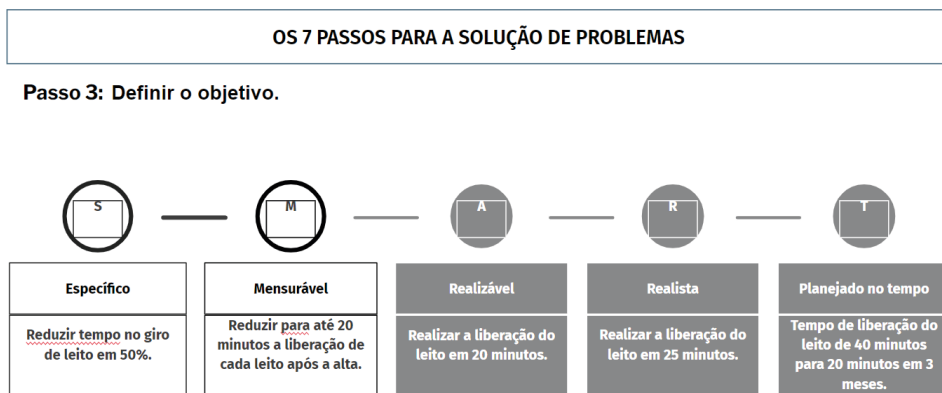 OS 7 PASSOS PARA A SOLUÇÃO DE PROBLEMAS
Passo 3: Definir o objetivo.
S
M
A
R
T
Específico
Mensurável
Realizável
Realista
Planejado no tempo
Reduzir tempo no giro
de leito em 50%.
Reduzir para até 20
minutos a liberação de
cada leito após a alta.
Realizar a liberação do
leito em 20 minutos.
Realizar a liberação do
leito em 25 minutos.
Tempo de liberação do
leito de 40 minutos
para 20 minutos em 3
meses.